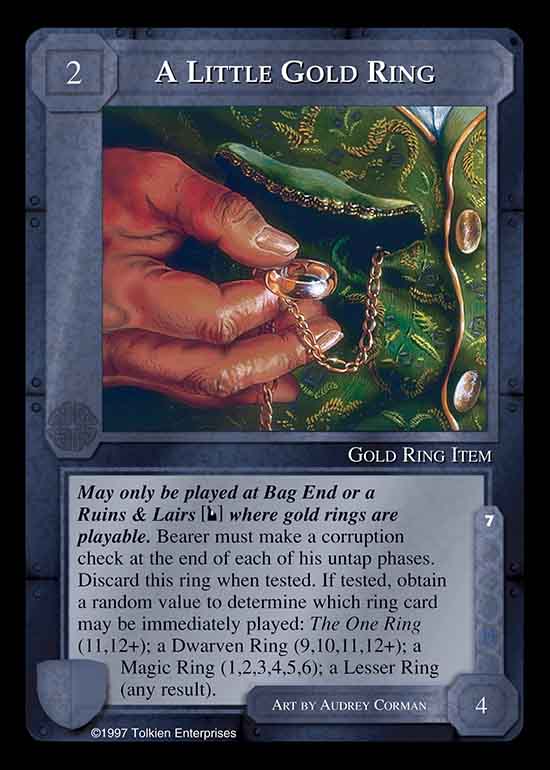 2
A LITTLE GOLD RING
GOLD RING ITEM
May only be played at Bag End or a
Ruins & Lairs [] where gold rings are
playable. Bearer must make a corruption
check at the end of each of his untap phases.
Discard this ring when tested. If tested, obtain
a random value to determine which ring card
may be immediately played: The One Ring
(11,12+); a Dwarven Ring (9,10,11,12+); a
Magic Ring (1,2,3,4,5,6); a Lesser Ring
(any result).
7
ART BY AUDREY CORMAN
4
©1997 Tolkien Enterprises